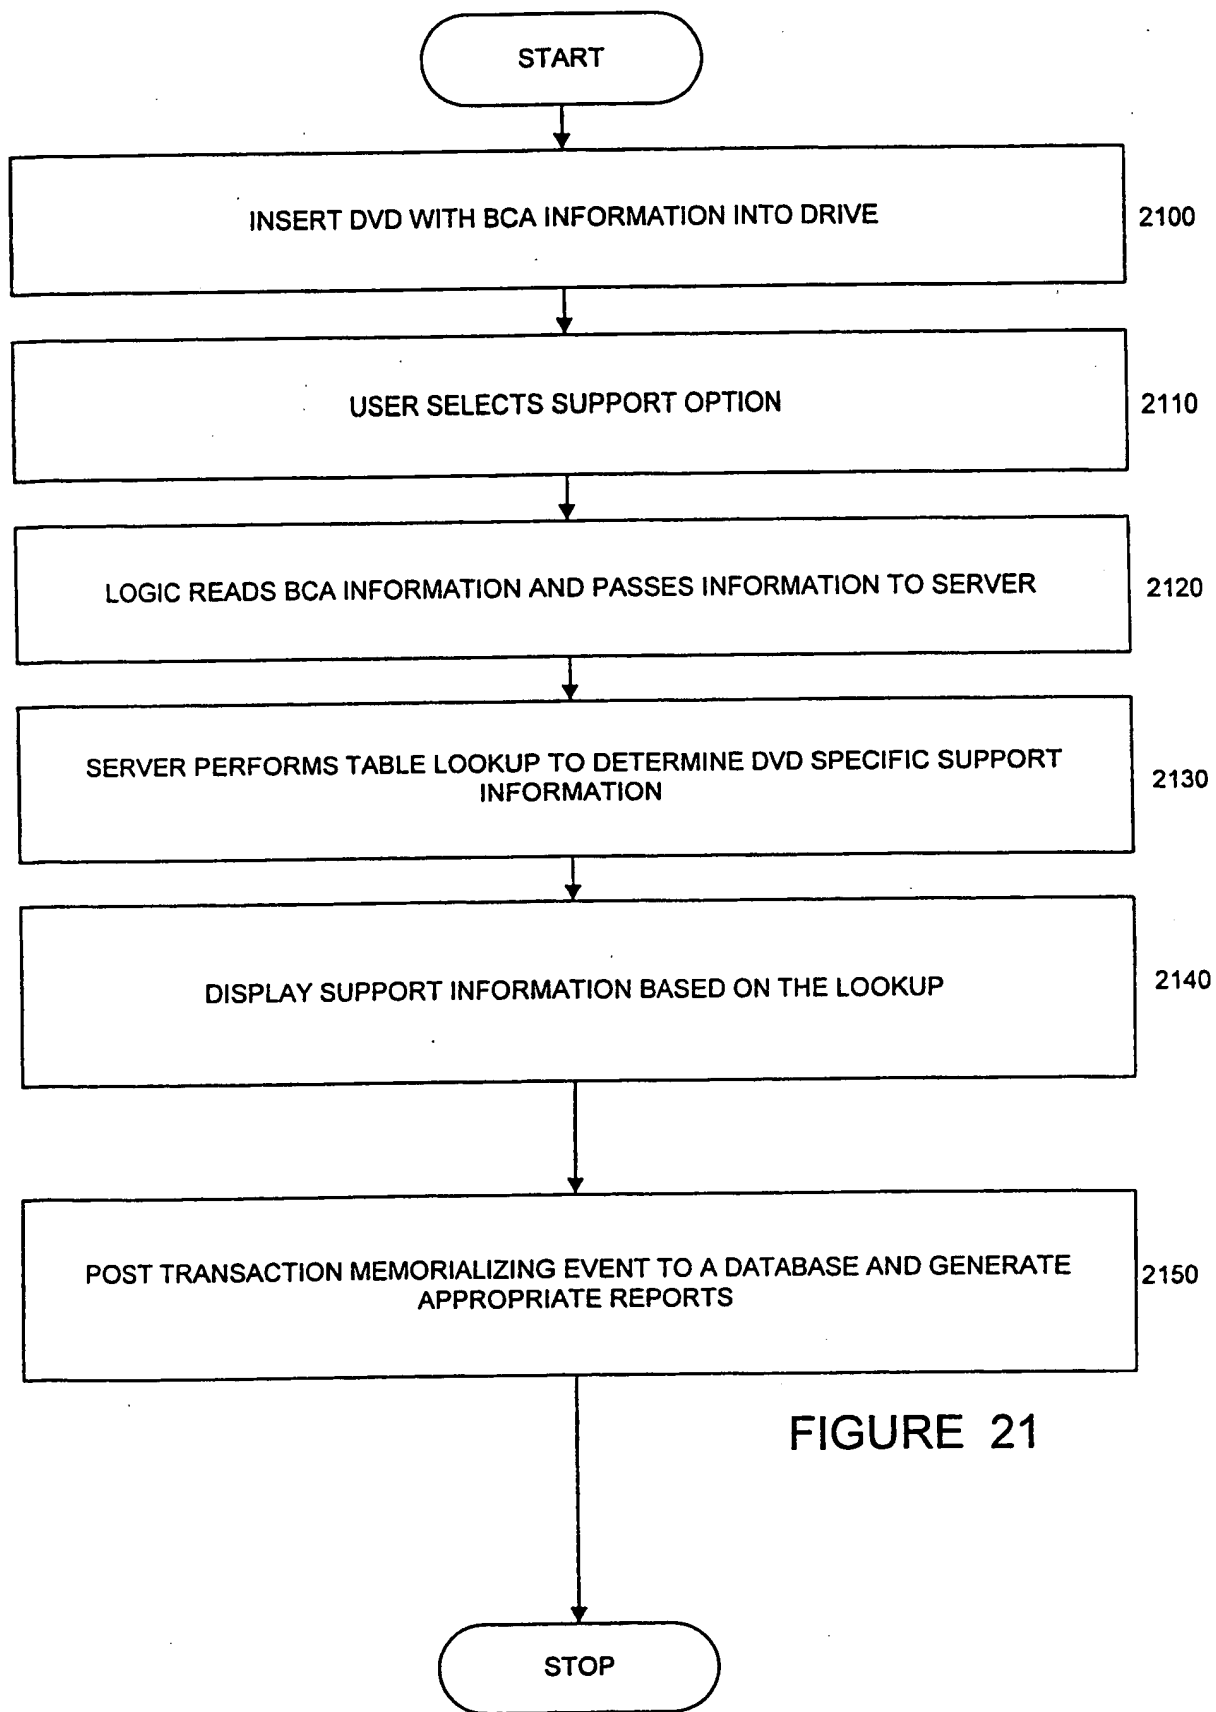 START
INSERT DVD WITH BCA INFORMATION INTO DRIVE
2100
USER SELECTS SUPPORT OPTION
2110
LOGIC READS BCA INFORMATION AND PASSES INFORMATION TO SERVER
2120
SERVER PERFORMS TABLE LOOKUP TO DETERMINE DVD SPECIFIC SUPPORT
INFORMATION
2130
DISPLAY SUPPORT INFORMATION BASED ON THE LOOKUP
2140
POST TRANSACTION MEMORIALIZING EVENT TO A DATABASE AND GENERATE
APPROPRIATE REPORTS
2150
FIGURE 21
STOP